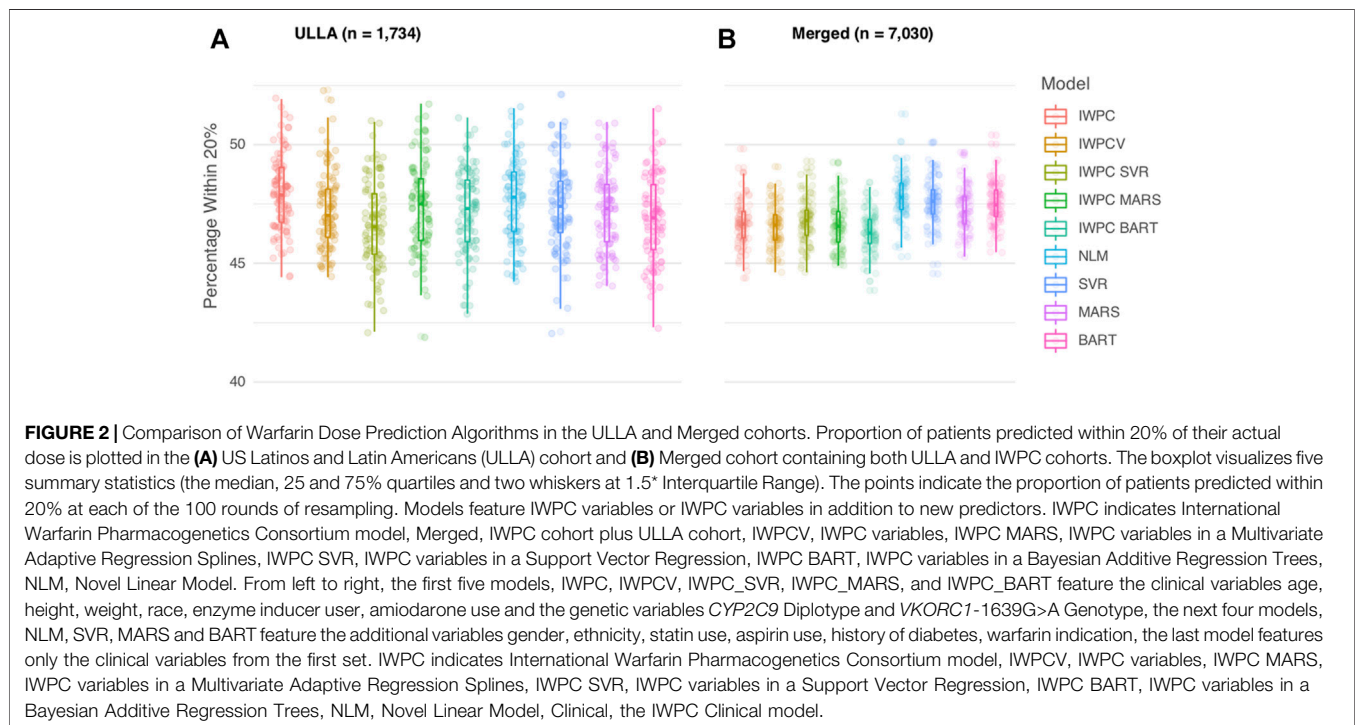 A ULLA (n = 1,734)
B Merged (n = 7,030)
Percentage Within 20%
50
45
40
Model
IWPC
IWPCV
IWPC SVR
IWPC MARS
IWPC BART
NLM
SVR
MARS
BART
FIGURE 2 | Comparison of Warfarin Dose Prediction Algorithms in the ULLA and Merged cohorts. Proportion of patients predicted within 20% of their actual
dose is plotted in the (A) US Latinos and Latin Americans (ULLA) cohort and (B) Merged cohort containing both ULLA and IWPC cohorts. The boxplot visualizes five
summary statistics (the median, 25 and 75% quartiles and two whiskers at 1.5* Interquartile Range). The points indicate the proportion of patients predicted within
20% at each of the 100 rounds of resampling. Models feature IWPC variables or IWPC variables in addition to new predictors. IWPC indicates International
Warfarin Pharmacogenetics Consortium model, Merged, IWPC cohort plus ULLA cohort, IWPCV, IWPC variables, IWPC MARS, IWPC variables in a Multivariate
Adaptive Regression Splines, IWPC SVR, IWPC variables in a Support Vector Regression, IWPC BART, IWPC variables in a Bayesian Additive Regression Trees,
NLM, Novel Linear Model. From left to right, the first five models, IWPC, IWPCV, IWPC_SVR, IWPC_MARS, and IWPC_BART feature the clinical variables age,
height, weight, race, enzyme inducer user, amiodarone use and the genetic variables CYP2C9 Diplotype and VKORC1-1639G>A Genotype, the next four models,
NLM, SVR, MARS and BART feature the additional variables gender, ethnicity, statin use, aspirin use, history of diabetes, warfarin indication, the last model features
only the clinical variables from the first set. IWPC indicates International Warfarin Pharmacogenetics Consortium model, IWPCV, IWPC variables, IWPC MARS,
IWPC variables in a Multivariate Adaptive Regression Splines, IWPC SVR, IWPC variables in a Support Vector Regression, IWPC BART, IWPC variables in a
Bayesian Additive Regression Trees, NLM, Novel Linear Model, Clinical, the IWPC Clinical model.